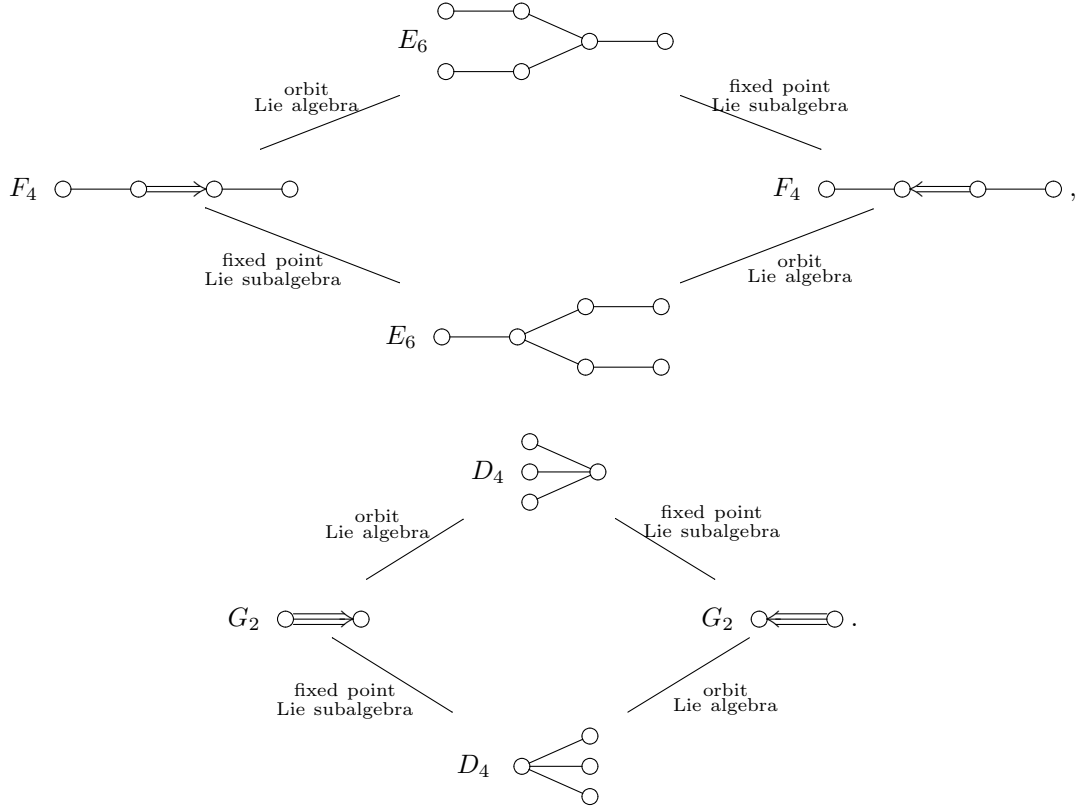 E₆
orbit
Lie algebra
fixed point
Lie subalgebra
F₄
F₄ ,
fixed point
Lie subalgebra
orbit
Lie algebra
E₆
D₄
orbit
Lie algebra
fixed point
Lie subalgebra
G₂
G₂ .
fixed point
Lie subalgebra
orbit
Lie algebra
D₄